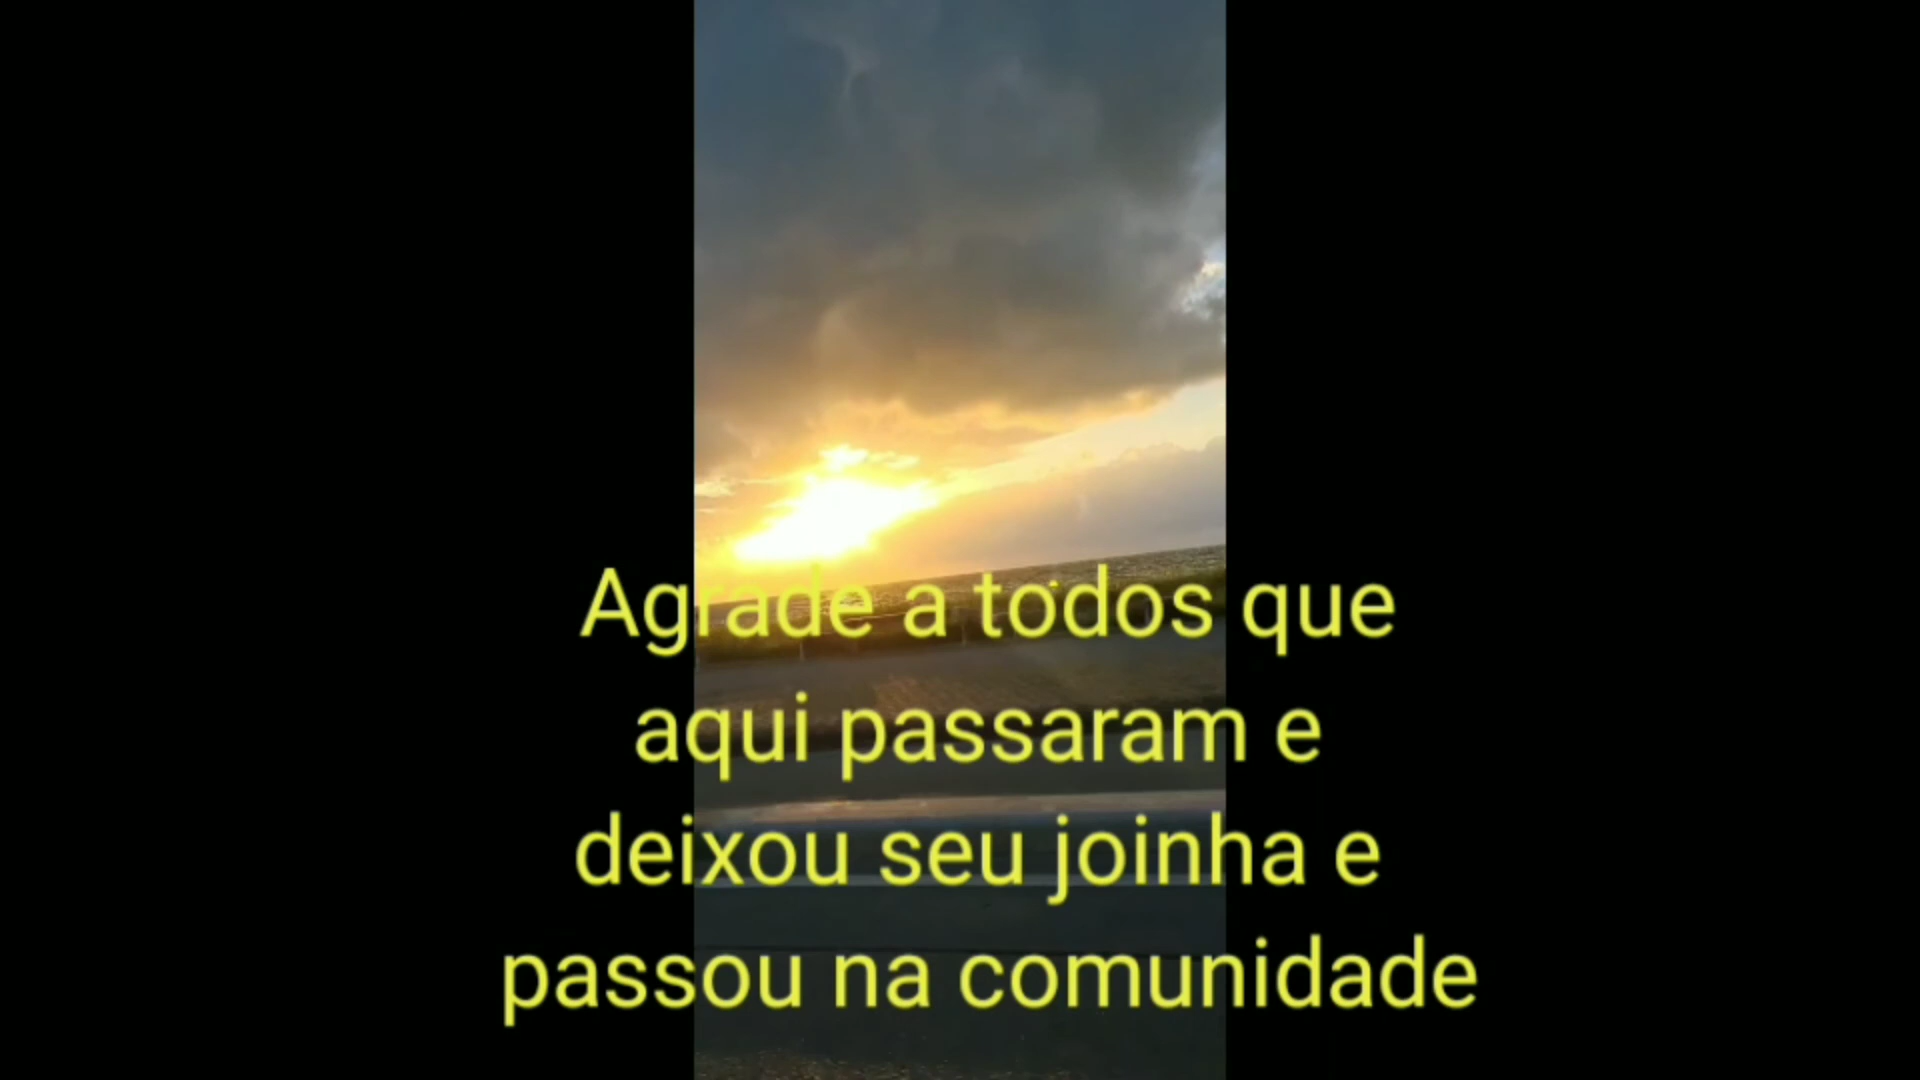 Agrade a todos que
aqui passaram e
deixou seu joinha e
passou na comunidade